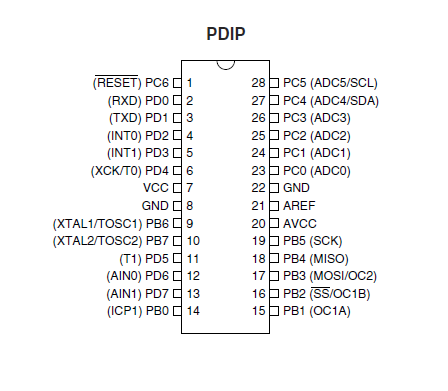 PDIP
(RESET) PC6 1 28 PC5 (ADC5/SCL)
(RXD) PD0 2 27 PC4 (ADC4/SDA)
(TXD) PD1 3 26 PC3 (ADC3)
(INT0) PD2 4 25 PC2 (ADC2)
(INT1) PD3 5 24 PC1 (ADC1)
(XCK/T0) PD4 6 23 PC0 (ADC0)
VCC 7 22 GND
GND 8 21 AREF
(XTAL1/TOSC1) PB6 9 20 AVCC
(XTAL2/TOSC2) PB7 10 19 PB5 (SCK)
(T1) PD5 11 18 PB4 (MISO)
(AIN0) PD6 12 17 PB3 (MOSI/OC2)
(AIN1) PD7 13 16 PB2 (SS/OC1B)
(ICP1) PB0 14 15 PB1 (OC1A)